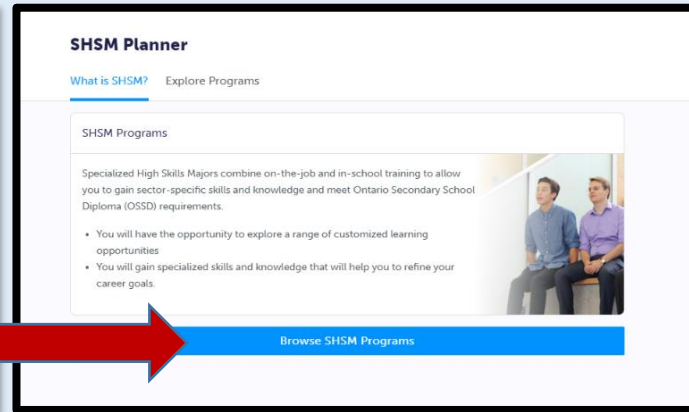 SHSM Planner
What is SHSM? Explore Programs
SHSM Programs
Specialized High Skills Majors combine on-the-job and in-school training to allow
you to gain sector-specific skills and knowledge and meet Ontario Secondary School
Diploma (OSSD) requirements.
• You will have the opportunity to explore a range of customized learning
opportunities
• You will gain specialized skills and knowledge that will help you to refine your
career goals.
Browse SHSM Programs